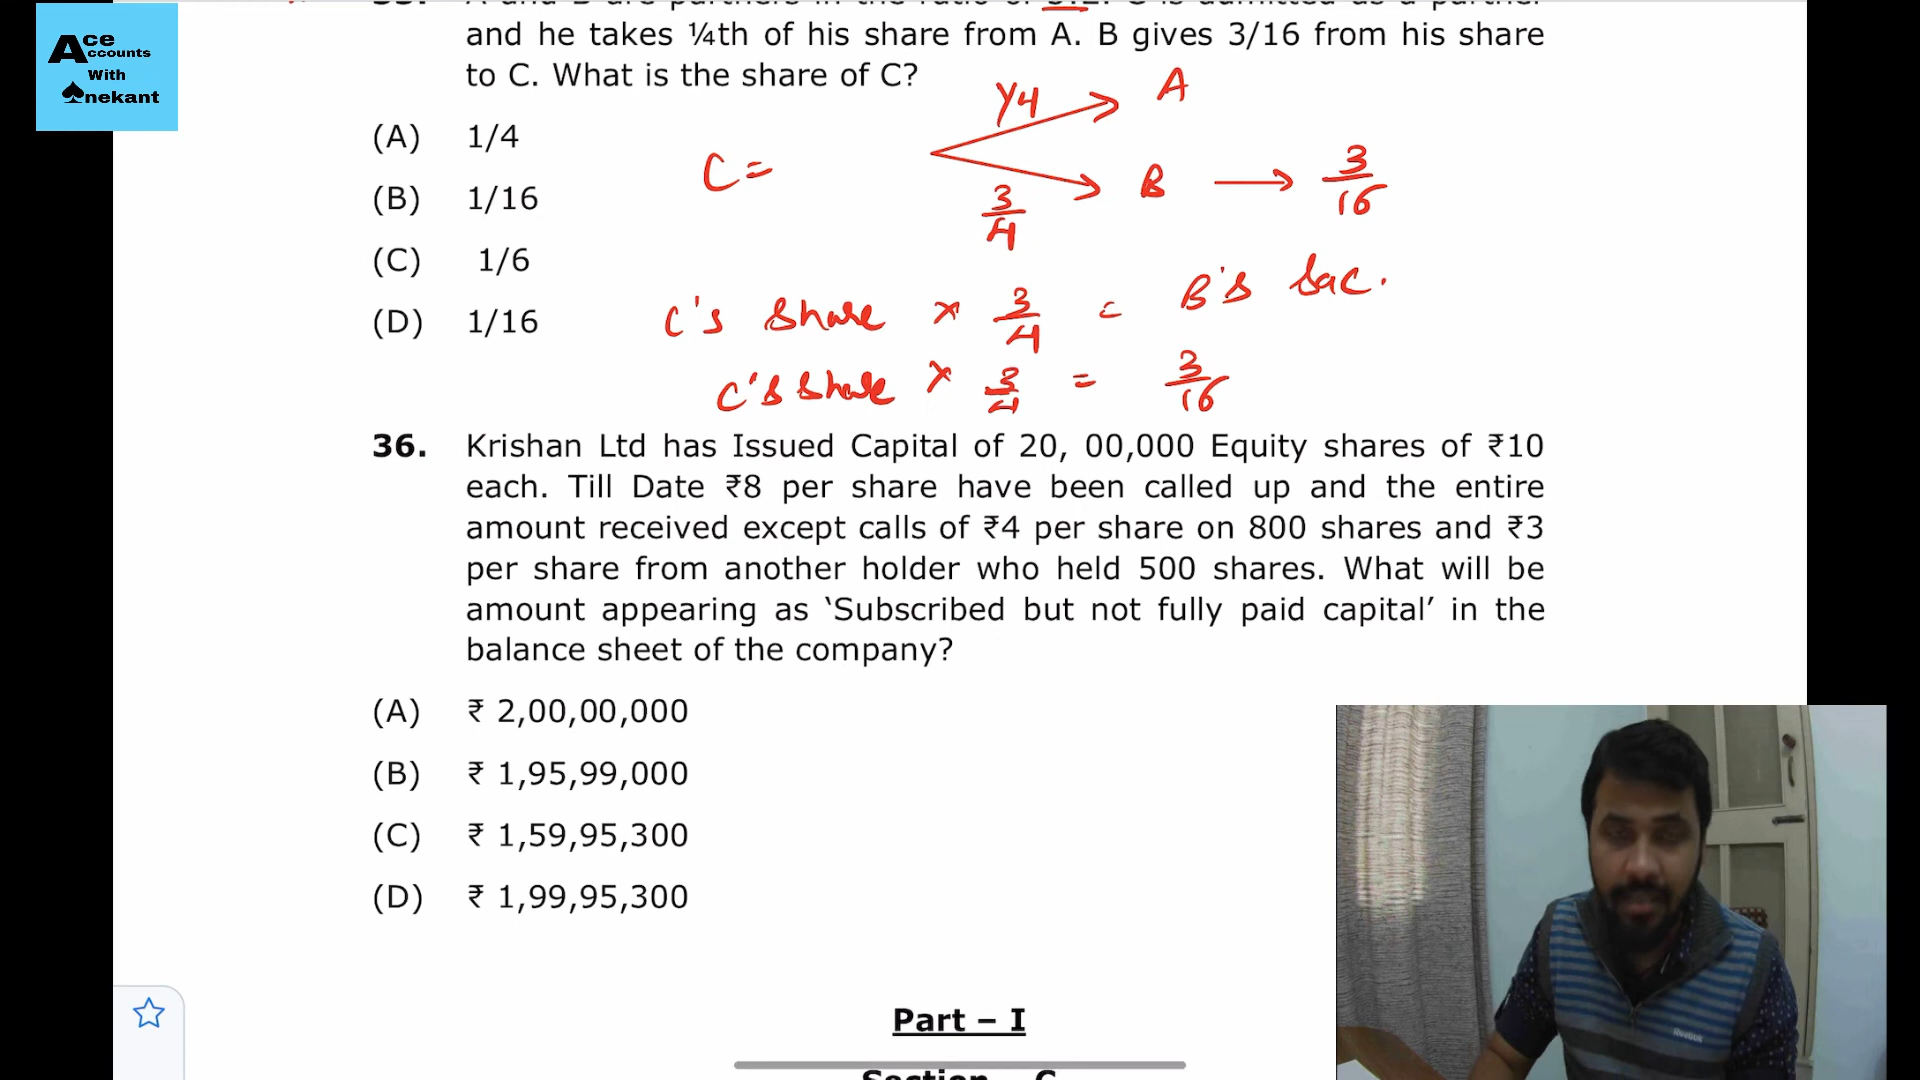 Ace
Accounts
With
Anekant
and he takes ¼th of his share from A. B gives 3/16 from his share
to C. What is the share of C?
(A) 1/4
(B) 1/16
(C) 1/6
(D) 1/16
C =
1/4 A
3/4 B → 3/16
C's share × 3/4 = B's sac.
C's share × 3/4 = 3/16
36. Krishan Ltd has Issued Capital of 20, 00,000 Equity shares of ₹10
each. Till Date ₹8 per share have been called up and the entire
amount received except calls of ₹4 per share on 800 shares and ₹3
per share from another holder who held 500 shares. What will be
amount appearing as ‘Subscribed but not fully paid capital’ in the
balance sheet of the company?
(A) ₹ 2,00,00,000
(B) ₹ 1,95,99,000
(C) ₹ 1,59,95,300
(D) ₹ 1,99,95,300
Part – I
Reebok